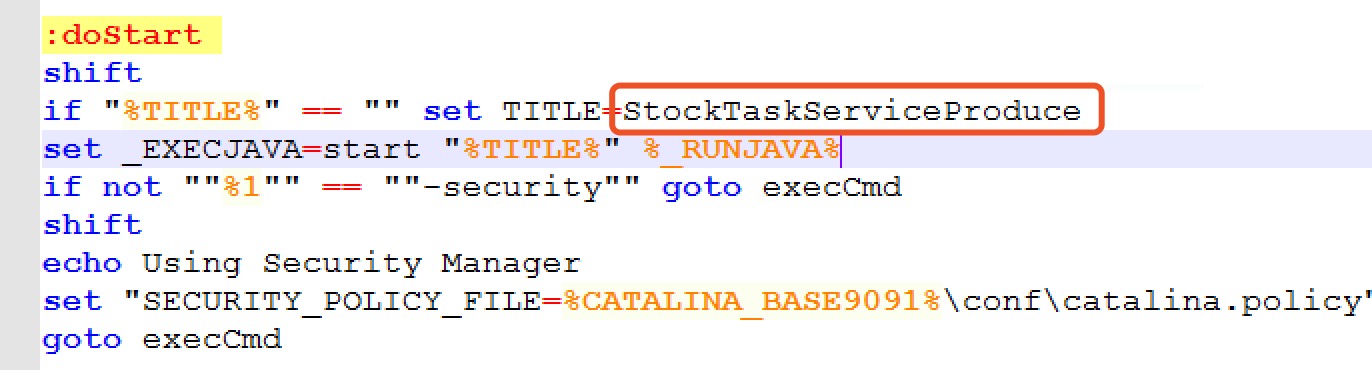 :doStart
shift
if "%TITLE%" == "" set TITLE=StockTaskServiceProduce
set _EXECJAVA=start "%TITLE%" %_RUNJAVA%
if not ""%1"" == ""-security"" goto execCmd
shift
echo Using Security Manager
set "SECURITY_POLICY_FILE=%CATALINA_BASE9091%\conf\catalina.policy"
goto execCmd